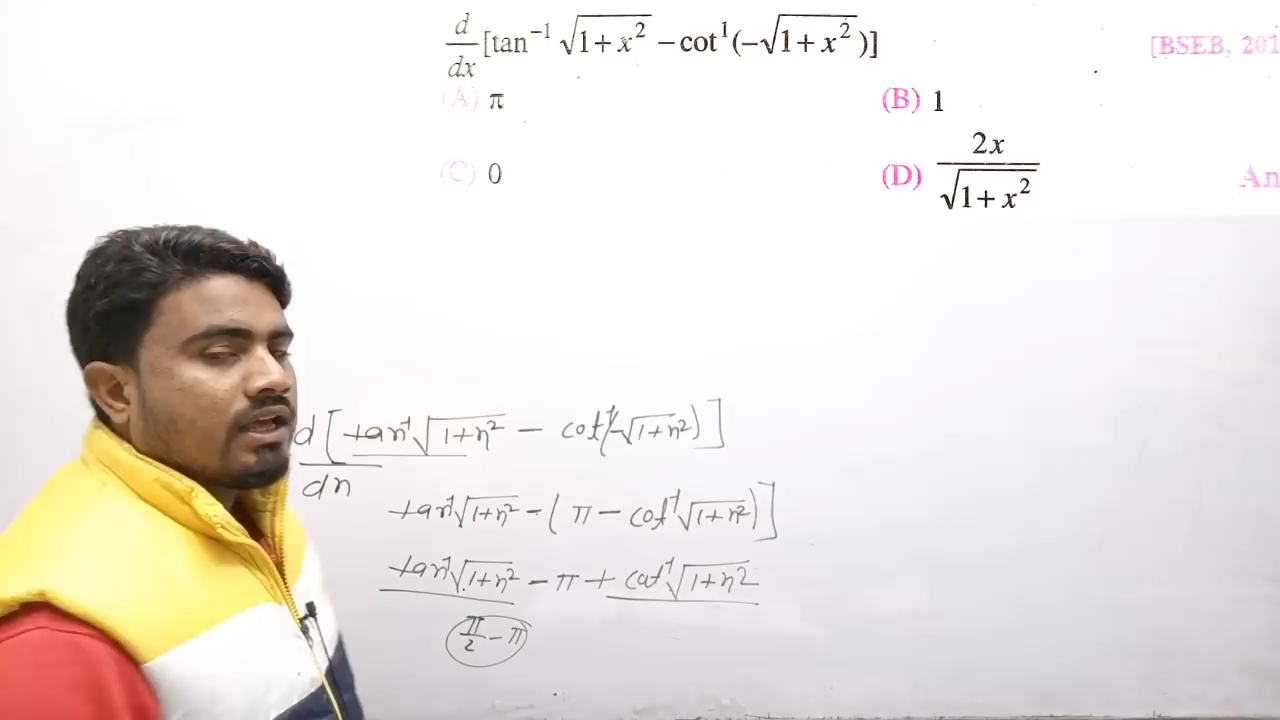 d/dx [tan⁻¹ √(1+x²) − cot¹(−√(1+x²))] [BSEB, 201
(A) π (B) 1
(C) 0 (D) 2x/√(1+x²) An
d/dn [tan⁻¹ √(1+n²) − cot⁻¹(−√(1+n²))]
tan⁻¹√(1+n²) − (π − cot⁻¹√(1+n²))]
tan⁻¹√(1+n²) − π + cot⁻¹√(1+n²)
π/2 − π